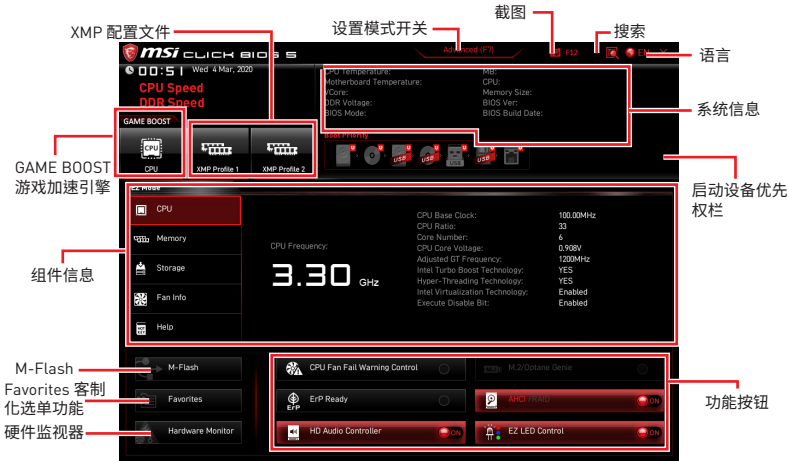 XMP 配置文件
设置模式开关
截图
搜索
语言
系统信息
启动设备优先
权栏
GAME BOOST
游戏加速引擎
组件信息
M-Flash
Favorites 客制
化选单功能
硬件监视器
功能按钮
msi CLICK BIOS 5
Advanced (F7)
F12
EN
00:51 Wed 4 Mar, 2020
CPU Speed
DDR Speed
CPU Temperature:
Motherboard Temperature:
VCore:
DDR Voltage:
BIOS Mode:
MB:
CPU:
Memory Size:
BIOS Ver:
BIOS Build Date:
GAME BOOST
CPU
CPU
XMP Profile 1
XMP Profile 2
Boot Priority
U
U
U
USB
U
USB
U
USB
U
USB
U
EZ Mode
CPU
Memory
Storage
Fan Info
Help
CPU Frequency:
3.30 GHz
CPU Base Clock: 100.00MHz
CPU Ratio: 33
Core Number: 6
CPU Core Voltage: 0.908V
Adjusted GT Frequency: 1200MHz
Intel Turbo Boost Technology: YES
Hyper-Threading Technology: YES
Intel Virtualization Technology: Enabled
Execute Disable Bit: Enabled
M-Flash
Favorites
Hardware Monitor
CPU Fan Fail Warning Control
M.2/Optane Genie
ErP
ErP Ready
AHCI /RAID
ON
HD Audio Controller
ON
EZ LED Control
ON